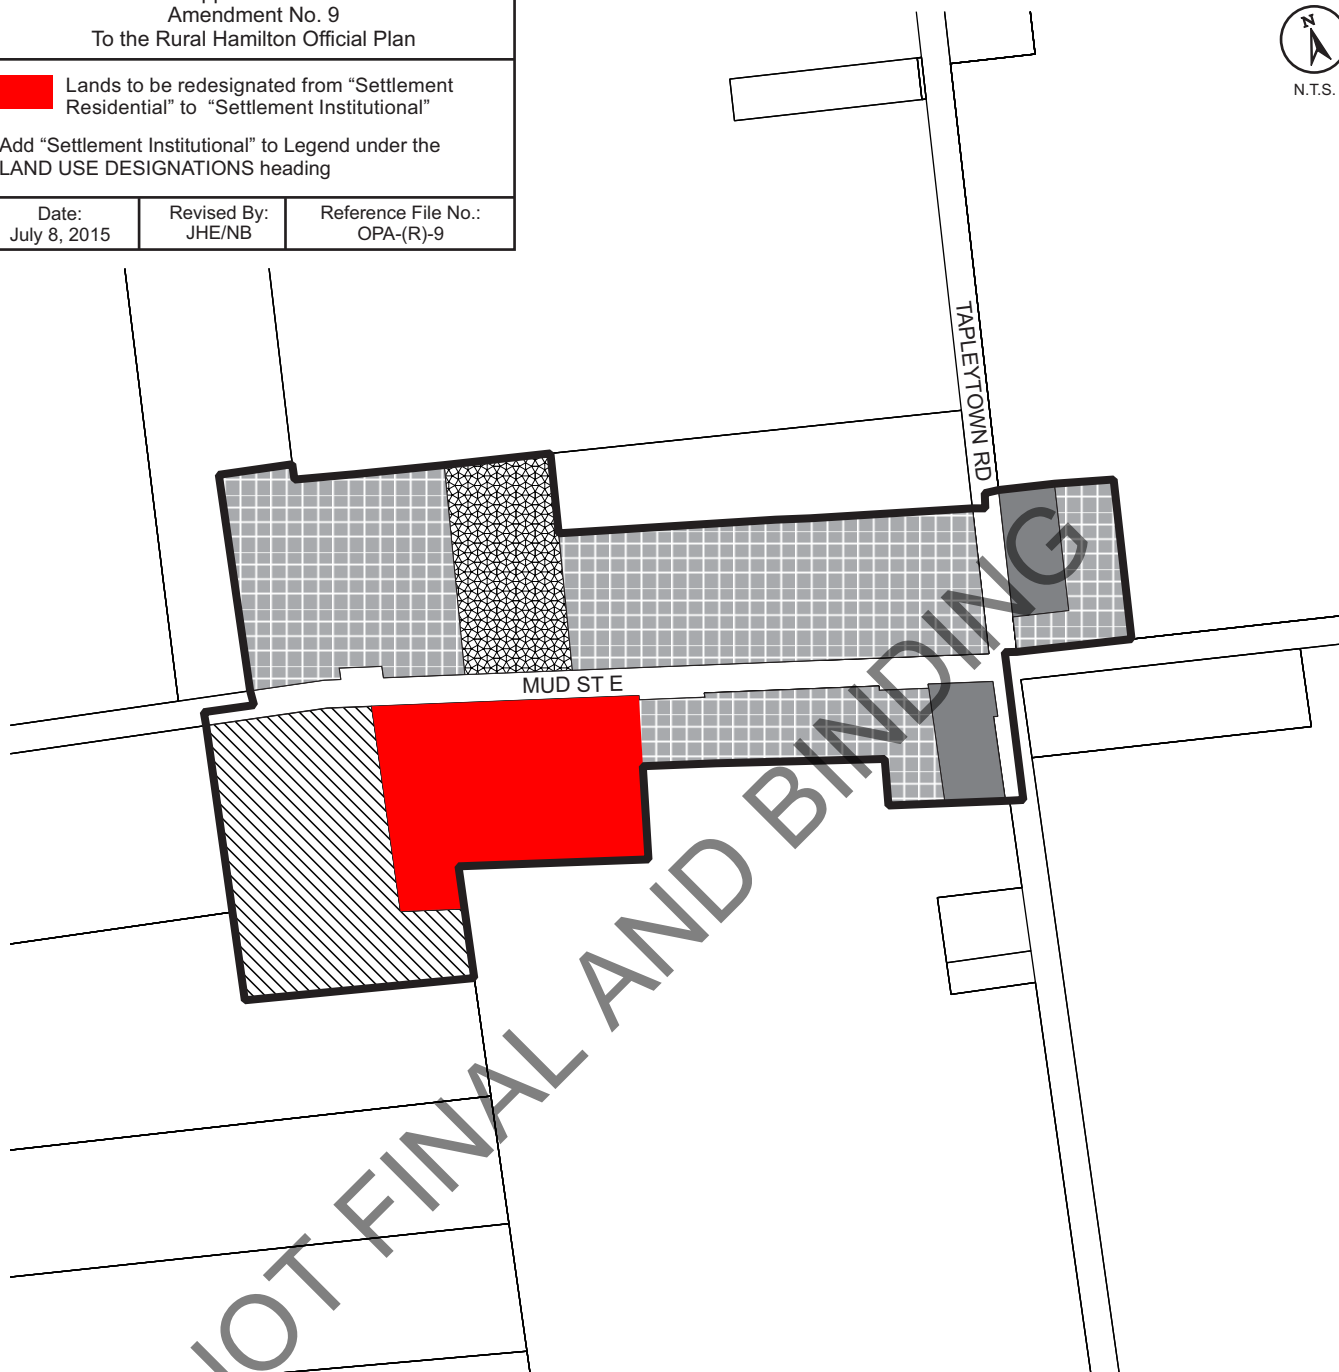 Amendment No. 9
To the Rural Hamilton Official Plan
Lands to be redesignated from “Settlement
Residential” to “Settlement Institutional”
Add “Settlement Institutional” to Legend under the
LAND USE DESIGNATIONS heading
Date:
July 8, 2015
Revised By:
JHE/NB
Reference File No.:
OPA-(R)-9
N
N.T.S.
TAPLEYTOWN RD
MUD ST E
NOT FINAL AND BINDING